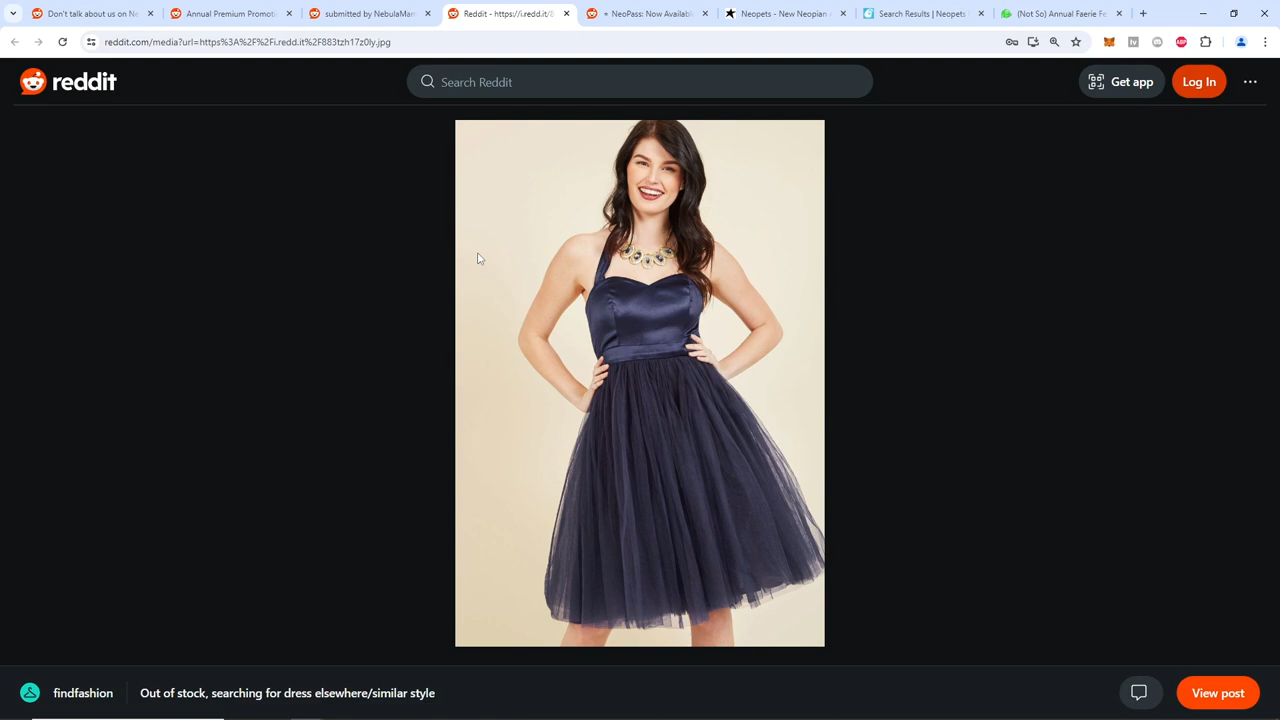 Don't talk about us on Ne
Annual Premium Promoti
submitted by NebulaMam
Reddit - https://i.redd.it/8
+ NeoPass: Now Availabl
Neopets - New Neopian A
Search Results | Neopets
(Not So) Annual Faerie Fe
reddit.com/media?url=https%3A%2F%2Fi.redd.it%2F883tzh17z0ly.jpg
ABP
reddit
Search Reddit
Get app
Log In
findfashion
Out of stock, searching for dress elsewhere/similar style
View post